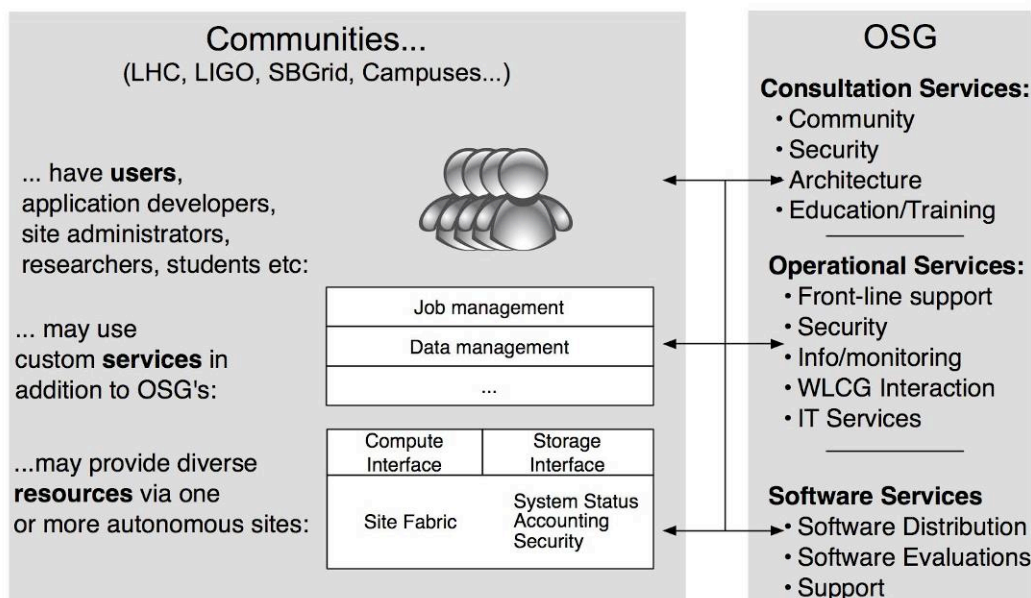 Communities...
(LHC, LIGO, SBGrid, Campuses...)
... have users,
application developers,
site administrators,
researchers, students etc:
... may use
custom services in
addition to OSG's:
Job management
Data management
...
...may provide diverse
resources via one
or more autonomous sites:
Compute
Interface
Storage
Interface
Site Fabric
System Status
Accounting
Security
OSG
Consultation Services:
• Community
• Security
• Architecture
• Education/Training
Operational Services:
• Front-line support
• Security
• Info/monitoring
• WLCG Interaction
• IT Services
Software Services
• Software Distribution
• Software Evaluations
• Support